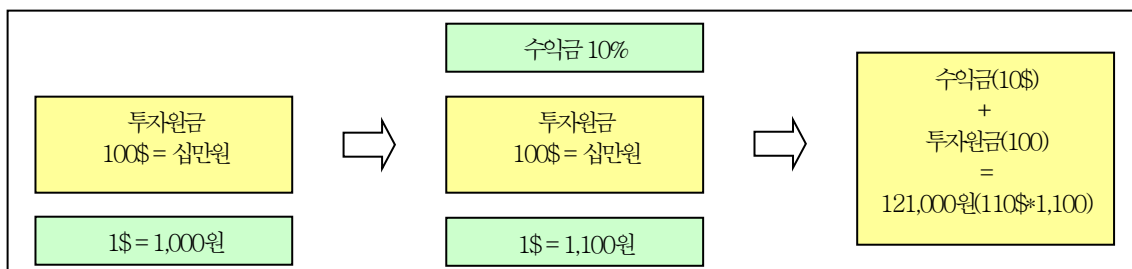 투자원금
100$ = 십만원
1$ = 1,000원
수익금 10%
투자원금
100$ = 십만원
1$ = 1,100원
수익금(10$)
+
투자원금(100)
=
121,000원(110$*1,100)